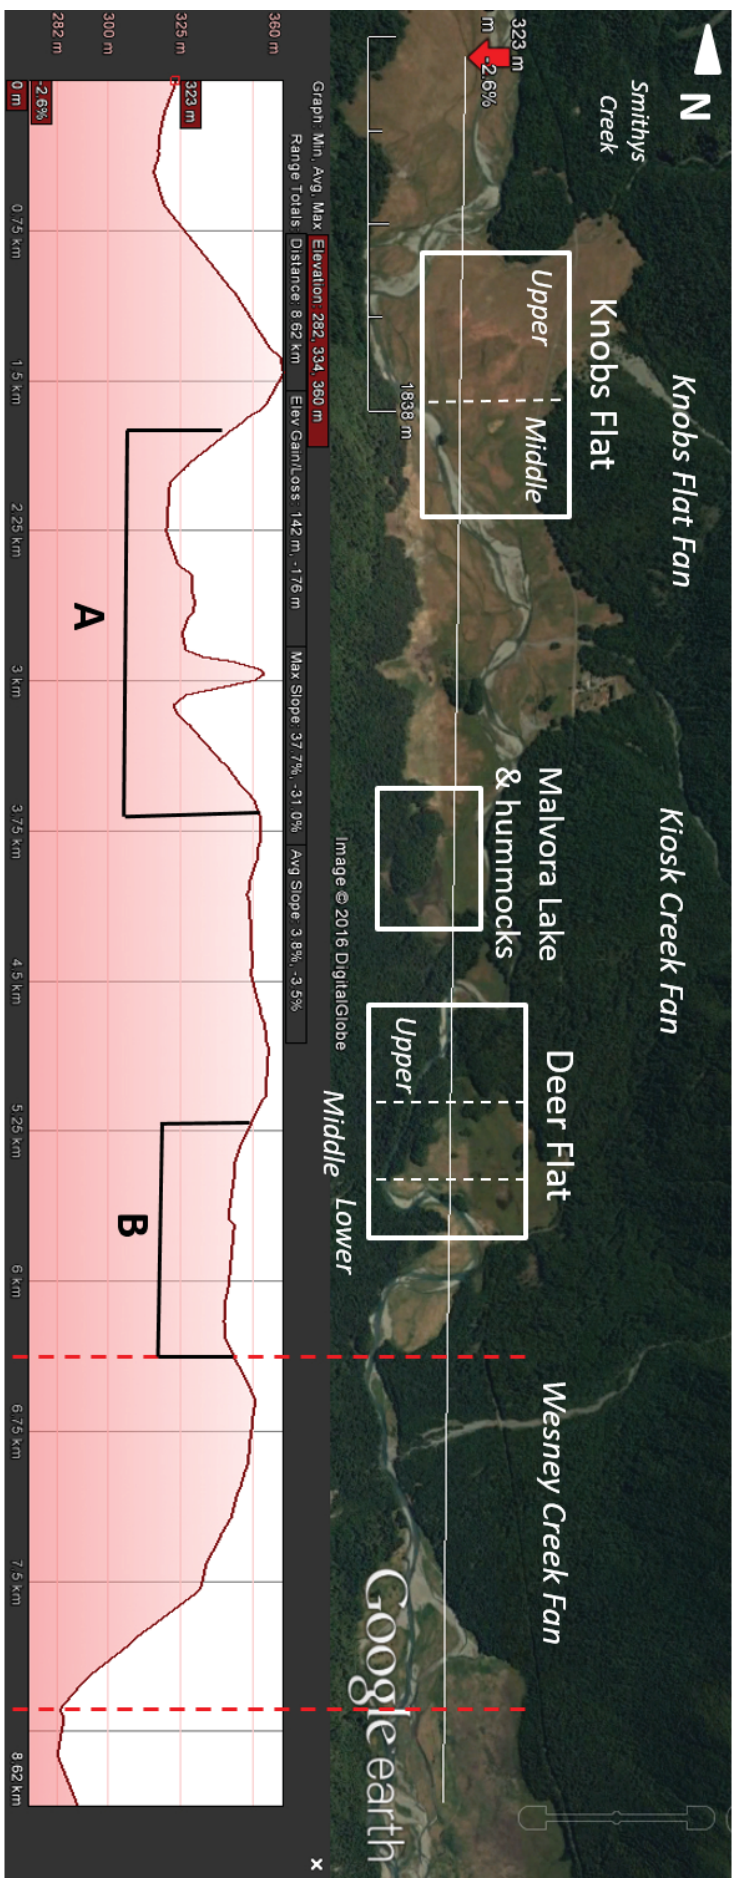 N
Smithys
Creek
Knobs Flat Fan
Kiosk Creek Fan
Wesney Creek Fan
Knobs Flat
Upper
Middle
Malvora Lake
& hummocks
Deer Flat
Upper
Middle
Lower
323 m
m -2.6%
1838 m
Image © 2016 DigitalGlobe
Google earth
Graph: Min, Avg, Max Elevation: 282, 334, 360 m
x
Range Totals: Distance: 8.62 km Elev Gain/Loss: 142 m, -176 m Max Slope: 37.7%, -31.0% Avg Slope: 3.8%, -3.5%
360 m
325 m
300 m
282 m
323 m
-2.6%
A
B
0 m
0.75 km
1.5 km
2.25 km
3 km
3.75 km
4.5 km
5.25 km
6 km
6.75 km
7.5 km
8.62 km